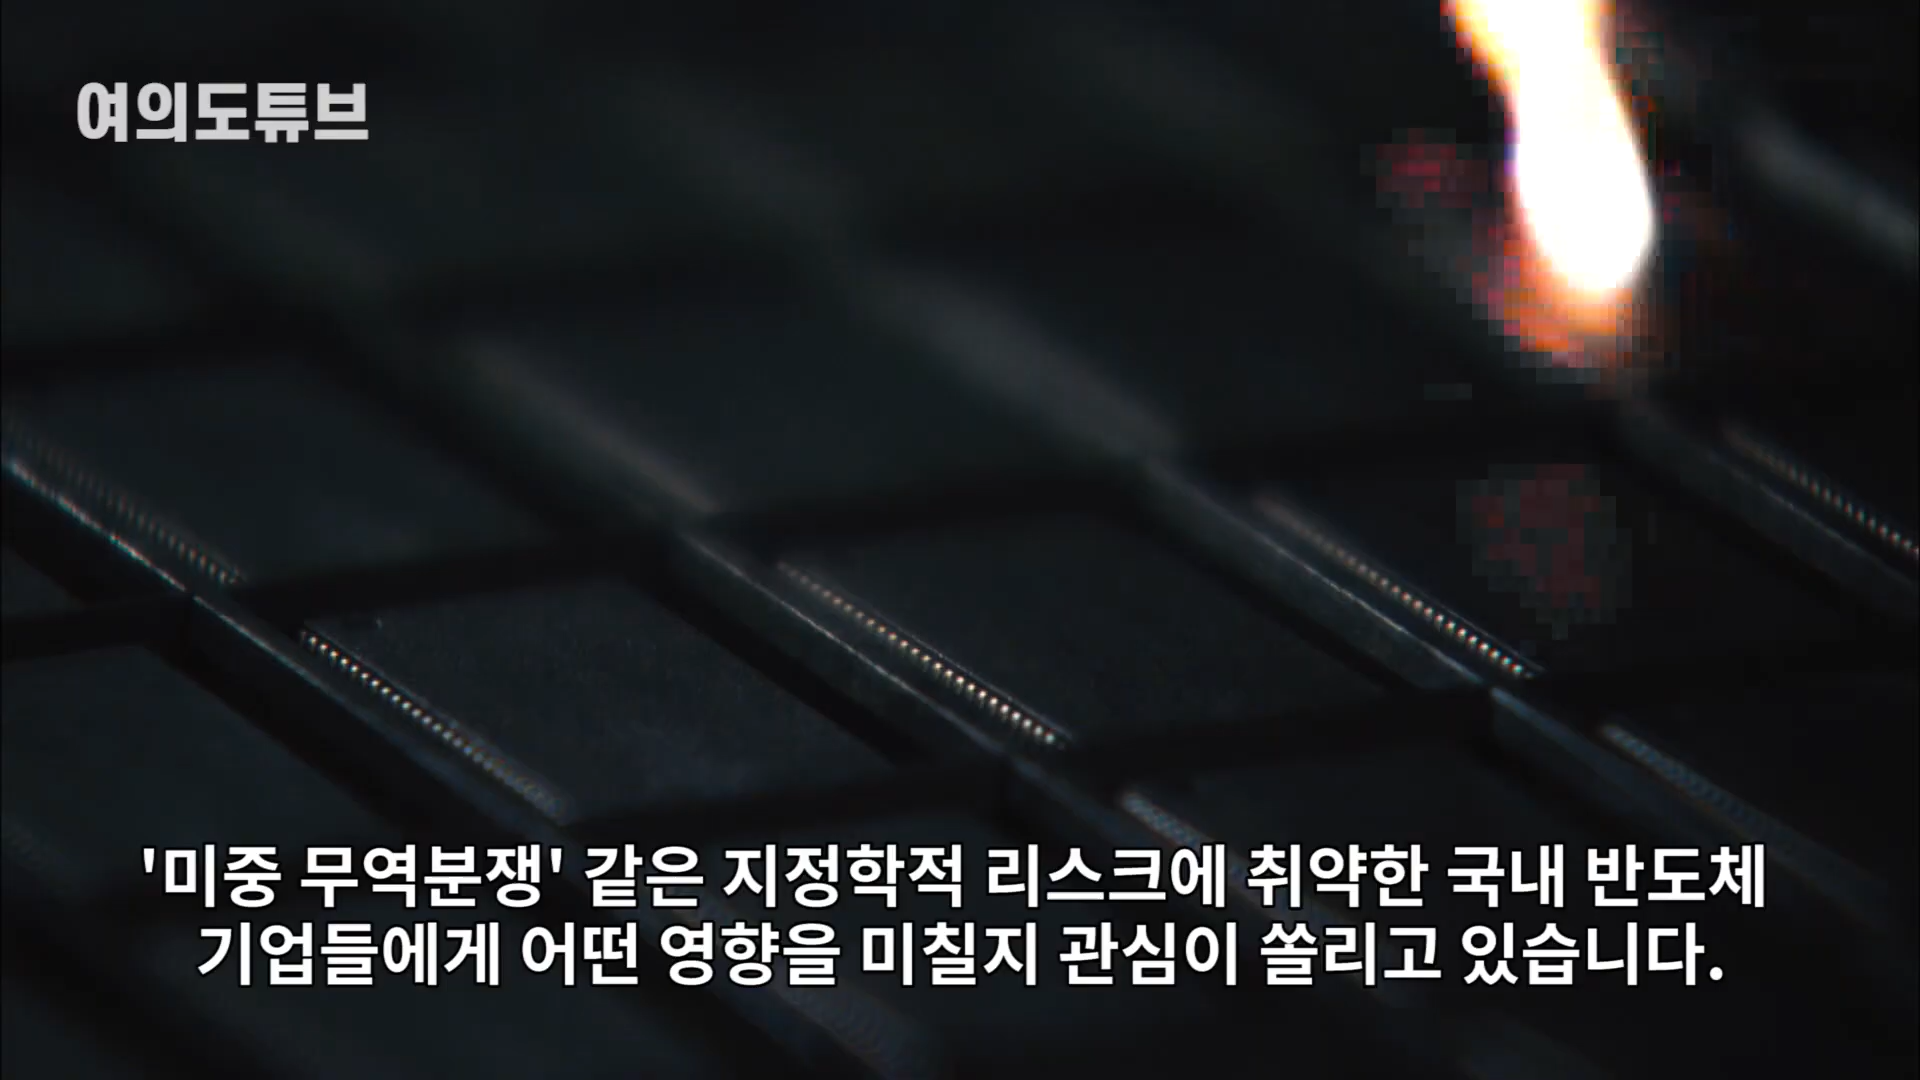 여의도튜브
'미중 무역분쟁' 같은 지정학적 리스크에 취약한 국내 반도체
기업들에게 어떤 영향을 미칠지 관심이 쏠리고 있습니다.